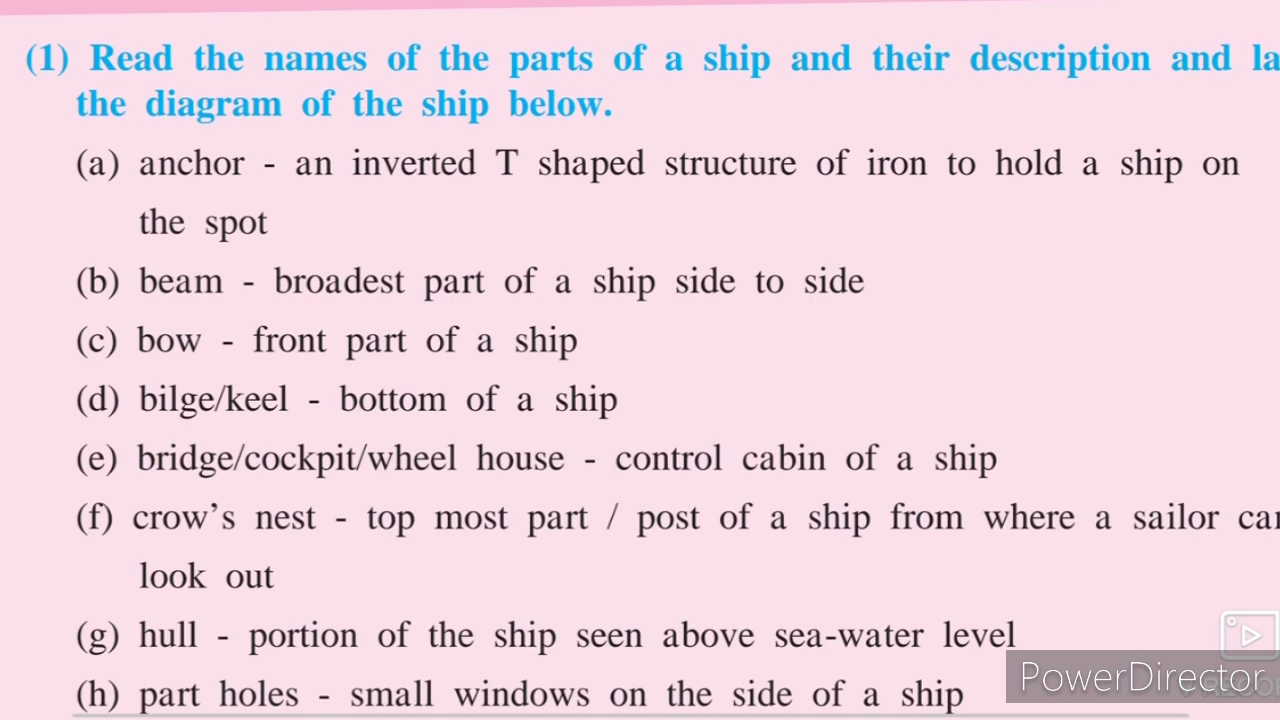 (1) Read the names of the parts of a ship and their description and la
the diagram of the ship below.
(a) anchor - an inverted T shaped structure of iron to hold a ship on
the spot
(b) beam - broadest part of a ship side to side
(c) bow - front part of a ship
(d) bilge/keel - bottom of a ship
(e) bridge/cockpit/wheel house - control cabin of a ship
(f) crow's nest - top most part / post of a ship from where a sailor can
look out
(g) hull - portion of the ship seen above sea-water level
(h) part holes - small windows on the side of a ship
PowerDirector